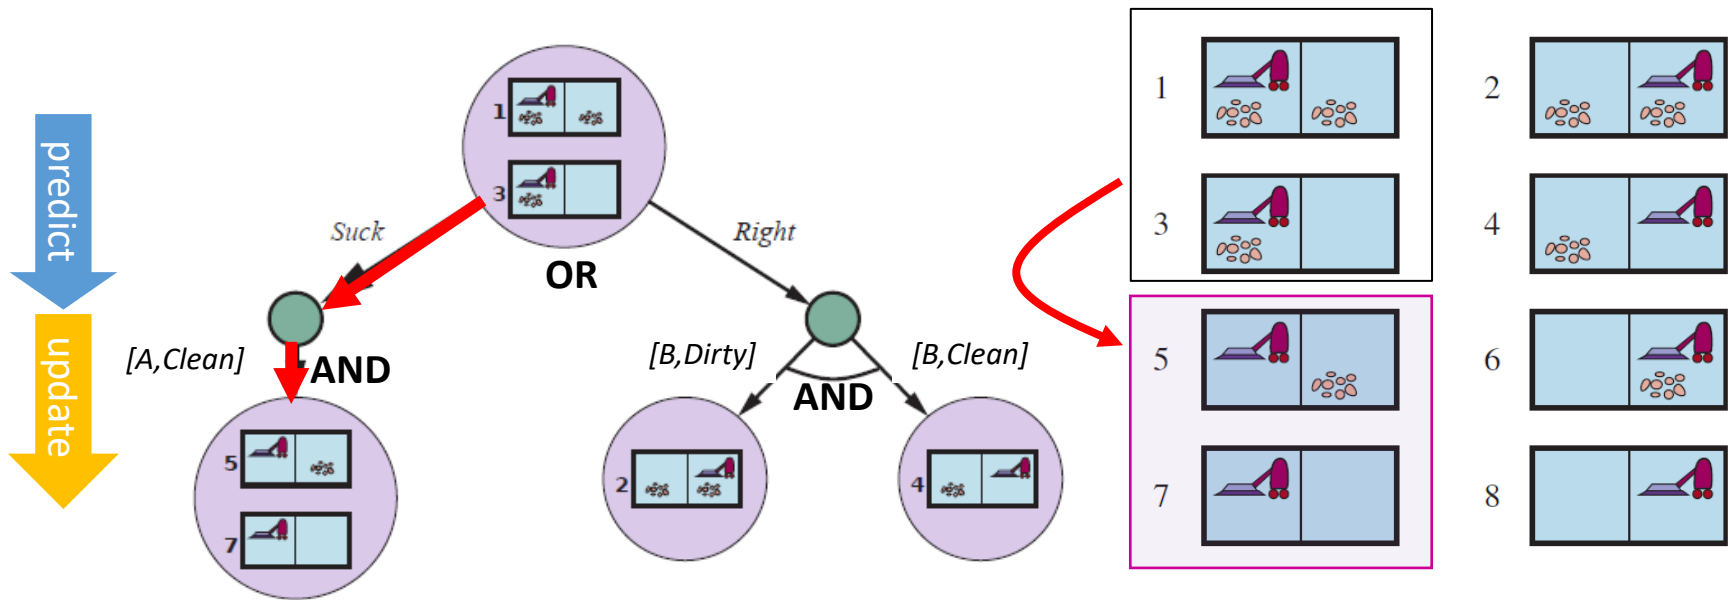 predict
update
1
3
Suck
Right
OR
[A,Clean]
AND
[B,Dirty]
[B,Clean]
AND
5
7
2
4
1
2
3
4
5
6
7
8